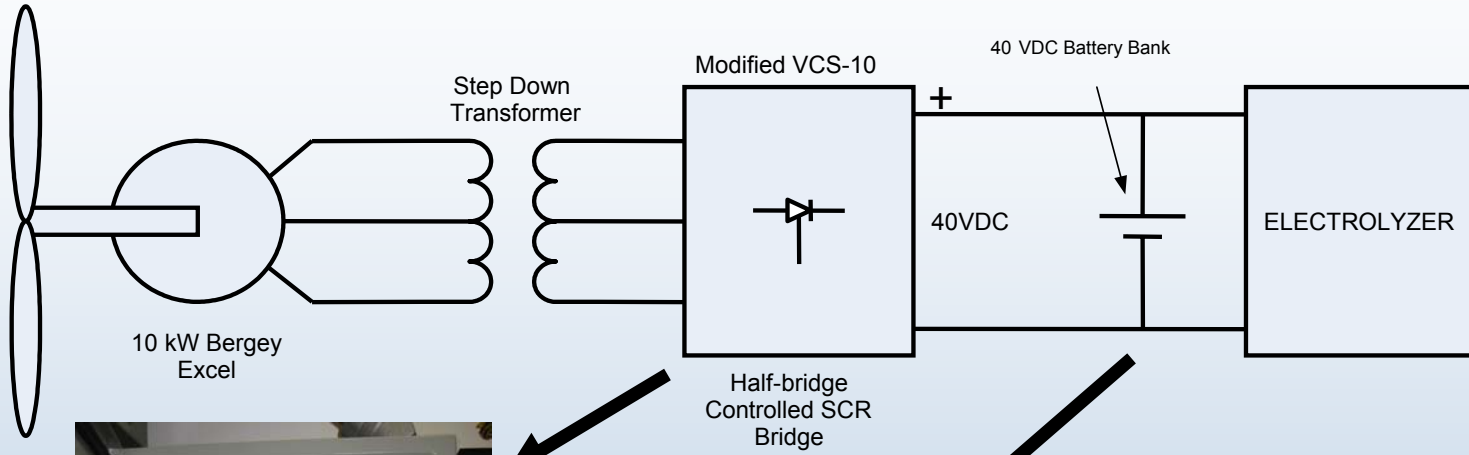 40 VDC Battery Bank
Modified VCS-10
Step Down
Transformer
+
40VDC
ELECTROLYZER
10 kW Bergey
Excel
Half-bridge
Controlled SCR
Bridge